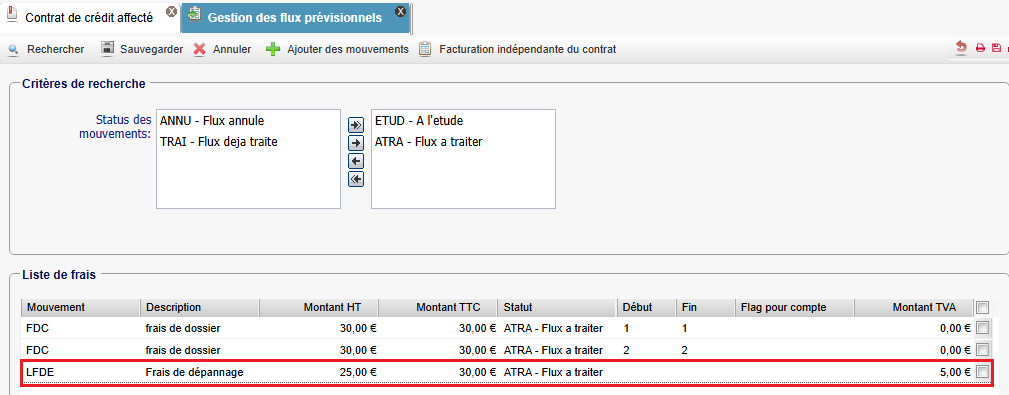 Contrat de crédit affecté Gestion des flux prévisionnels
Rechercher Sauvegarder Annuler Ajouter des mouvements Facturation indépendante du contrat
Critères de recherche
Status des mouvements:
ANNU - Flux annule
TRAI - Flux deja traite
ETUD - A l'etude
ATRA - Flux a traiter
Liste de frais
Mouvement Description Montant HT Montant TTC Statut Début Fin Flag pour compte Montant TVA
FDC frais de dossier 30,00 € 30,00 € ATRA - Flux a traiter 1 1 0,00 €
FDC frais de dossier 30,00 € 30,00 € ATRA - Flux a traiter 2 2 0,00 €
LFDE Frais de dépannage 25,00 € 30,00 € ATRA - Flux a traiter 5,00 €